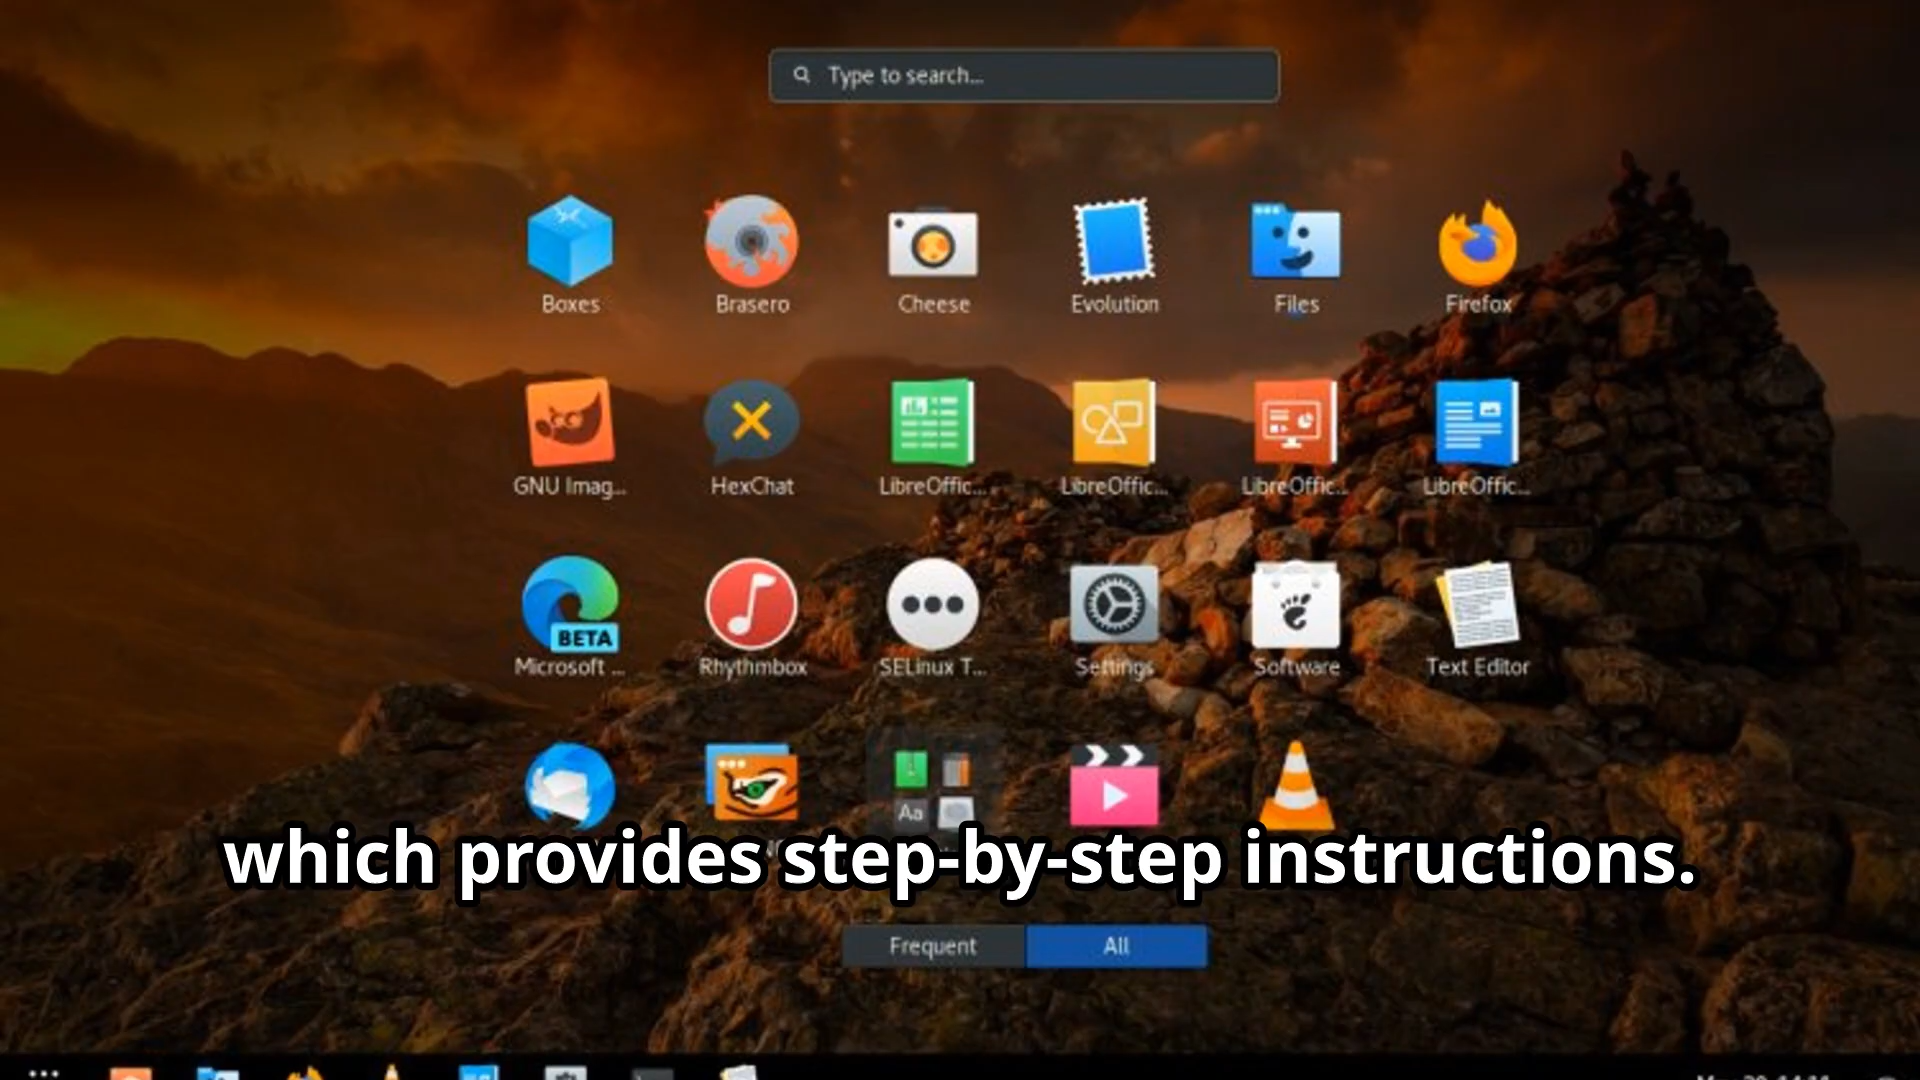 Type to search...
Boxes
Brasero
Cheese
Evolution
Files
Firefox
GNU Imag...
HexChat
LibreOffic...
LibreOffic...
LibreOffic...
LibreOffic...
BETA
Microsoft ...
Rhythmbox
SELinux T...
Settings
Software
Text Editor
Aa
which provides step-by-step instructions.
Frequent
All